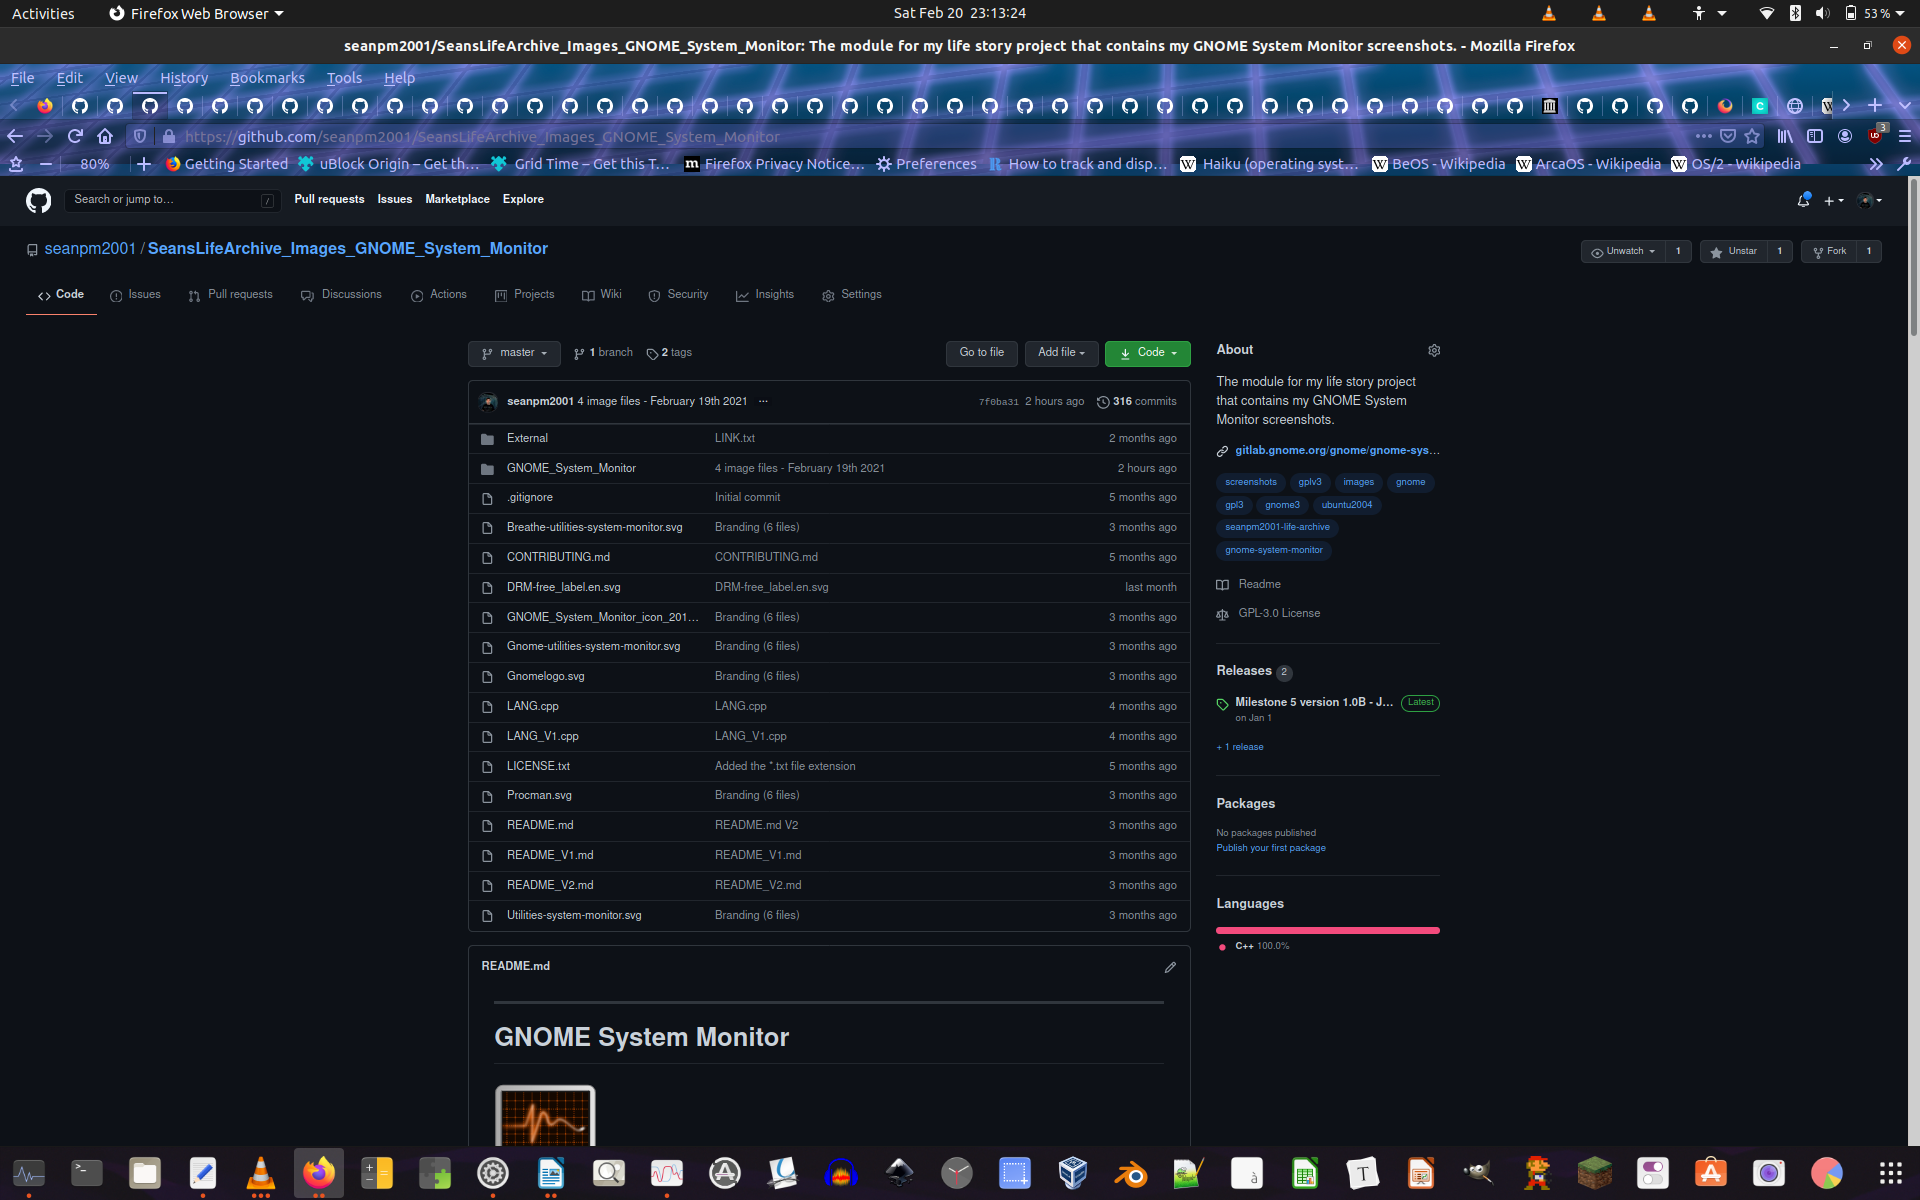 Activities Firefox Web Browser Sat Feb 20 23:13:24 53 %
seanpm2001/SeansLifeArchive_Images_GNOME_System_Monitor: The module for my life story project that contains my GNOME System Monitor screenshots. - Mozilla Firefox
File Edit View History Bookmarks Tools Help
https://github.com/seanpm2001/SeansLifeArchive_Images_GNOME_System_Monitor 3
80% Getting Started uBlock Origin – Get th… Grid Time – Get this T… Firefox Privacy Notice… Preferences How to track and disp… Haiku (operating syst… BeOS - Wikipedia ArcaOS - Wikipedia OS/2 - Wikipedia
Search or jump to… / Pull requests Issues Marketplace Explore
seanpm2001 / SeansLifeArchive_Images_GNOME_System_Monitor Unwatch 1 Unstar 1 Fork 1
Code Issues Pull requests Discussions Actions Projects Wiki Security Insights Settings
master 1 branch 2 tags Go to file Add file Code
seanpm2001 4 image files - February 19th 2021 ... 7f0ba31 2 hours ago 316 commits
External LINK.txt 2 months ago
GNOME_System_Monitor 4 image files - February 19th 2021 2 hours ago
.gitignore Initial commit 5 months ago
Breathe-utilities-system-monitor.svg Branding (6 files) 3 months ago
CONTRIBUTING.md CONTRIBUTING.md 5 months ago
DRM-free_label.en.svg DRM-free_label.en.svg last month
GNOME_System_Monitor_icon_201… Branding (6 files) 3 months ago
Gnome-utilities-system-monitor.svg Branding (6 files) 3 months ago
Gnomelogo.svg Branding (6 files) 3 months ago
LANG.cpp LANG.cpp 4 months ago
LANG_V1.cpp LANG_V1.cpp 4 months ago
LICENSE.txt Added the *.txt file extension 5 months ago
Procman.svg Branding (6 files) 3 months ago
README.md README.md V2 3 months ago
README_V1.md README_V1.md 3 months ago
README_V2.md README_V2.md 3 months ago
Utilities-system-monitor.svg Branding (6 files) 3 months ago
README.md
GNOME System Monitor
About
The module for my life story project
that contains my GNOME System
Monitor screenshots.
gitlab.gnome.org/gnome/gnome-sys…
screenshots gplv3 images gnome
gpl3 gnome3 ubuntu2004
seanpm2001-life-archive
gnome-system-monitor
Readme
GPL-3.0 License
Releases 2
Milestone 5 version 1.0B - J… Latest
on Jan 1
+ 1 release
Packages
No packages published
Publish your first package
Languages
C++ 100.0%